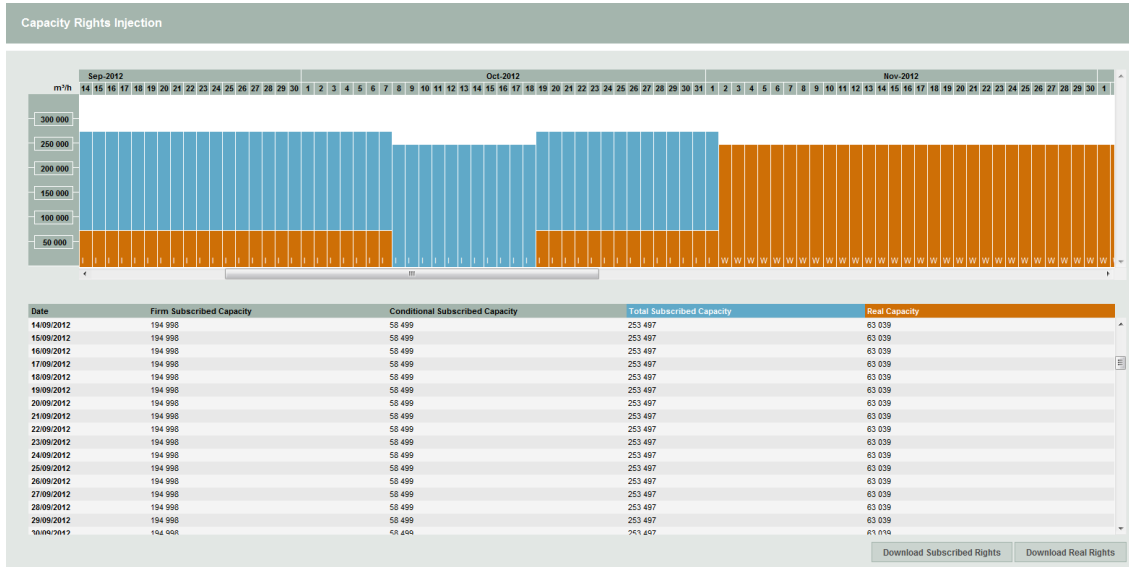 Capacity Rights Injection
Sep-2012 Oct-2012 Nov-2012
m³/h 14 15 16 17 18 19 20 21 22 23 24 25 26 27 28 29 30 1 2 3 4 5 6 7 8 9 10 11 12 13 14 15 16 17 18 19 20 21 22 23 24 25 26 27 28 29 30 31 1 2 3 4 5 6 7 8 9 10 11 12 13 14 15 16 17 18 19 20 21 22 23 24 25 26 27 28 29 30 1
300 000
250 000
200 000
150 000
100 000
50 000
I I I I I I I I I I I I I I I I I I I I I I I I I I I I I I I I I I I I I I I I I I I I I I I I I W W W W W W W W W W W W W W W W W W W W W W W W W W W W W W
Date Firm Subscribed Capacity Conditional Subscribed Capacity Total Subscribed Capacity Real Capacity
14/09/2012 194 998 58 499 253 497 63 039
15/09/2012 194 998 58 499 253 497 63 039
16/09/2012 194 998 58 499 253 497 63 039
17/09/2012 194 998 58 499 253 497 63 039
18/09/2012 194 998 58 499 253 497 63 039
19/09/2012 194 998 58 499 253 497 63 039
20/09/2012 194 998 58 499 253 497 63 039
21/09/2012 194 998 58 499 253 497 63 039
22/09/2012 194 998 58 499 253 497 63 039
23/09/2012 194 998 58 499 253 497 63 039
24/09/2012 194 998 58 499 253 497 63 039
25/09/2012 194 998 58 499 253 497 63 039
26/09/2012 194 998 58 499 253 497 63 039
27/09/2012 194 998 58 499 253 497 63 039
28/09/2012 194 998 58 499 253 497 63 039
29/09/2012 194 998 58 499 253 497 63 039
30/09/2012 194 998 58 499 253 497 63 039
Download Subscribed Rights Download Real Rights